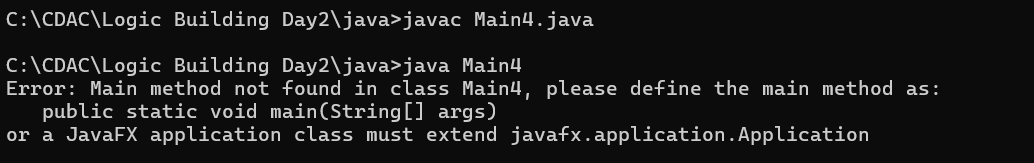 C:\CDAC\Logic Building Day2\java>javac Main4.java
C:\CDAC\Logic Building Day2\java>java Main4
Error: Main method not found in class Main4, please define the main method as:
   public static void main(String[] args)
or a JavaFX application class must extend javafx.application.Application